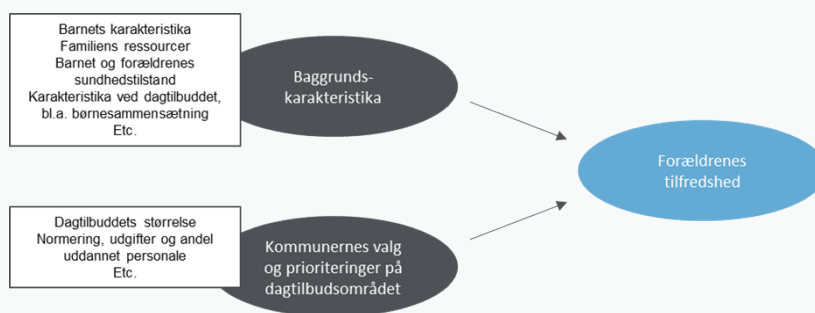 Barnets karakteristika
Familiens ressourcer
Barnet og forældrenes
sundhedstilstand
Karakteristika ved dagtilbuddet,
bl.a. børnesammensætning
Etc.
Baggrunds-
karakteristika
Forældrenes
tilfredshed
Dagtilbuddets størrelse
Normering, udgifter og andel
uddannet personale
Etc.
Kommunernes valg
og prioriteringer på
dagtilbudsområdet